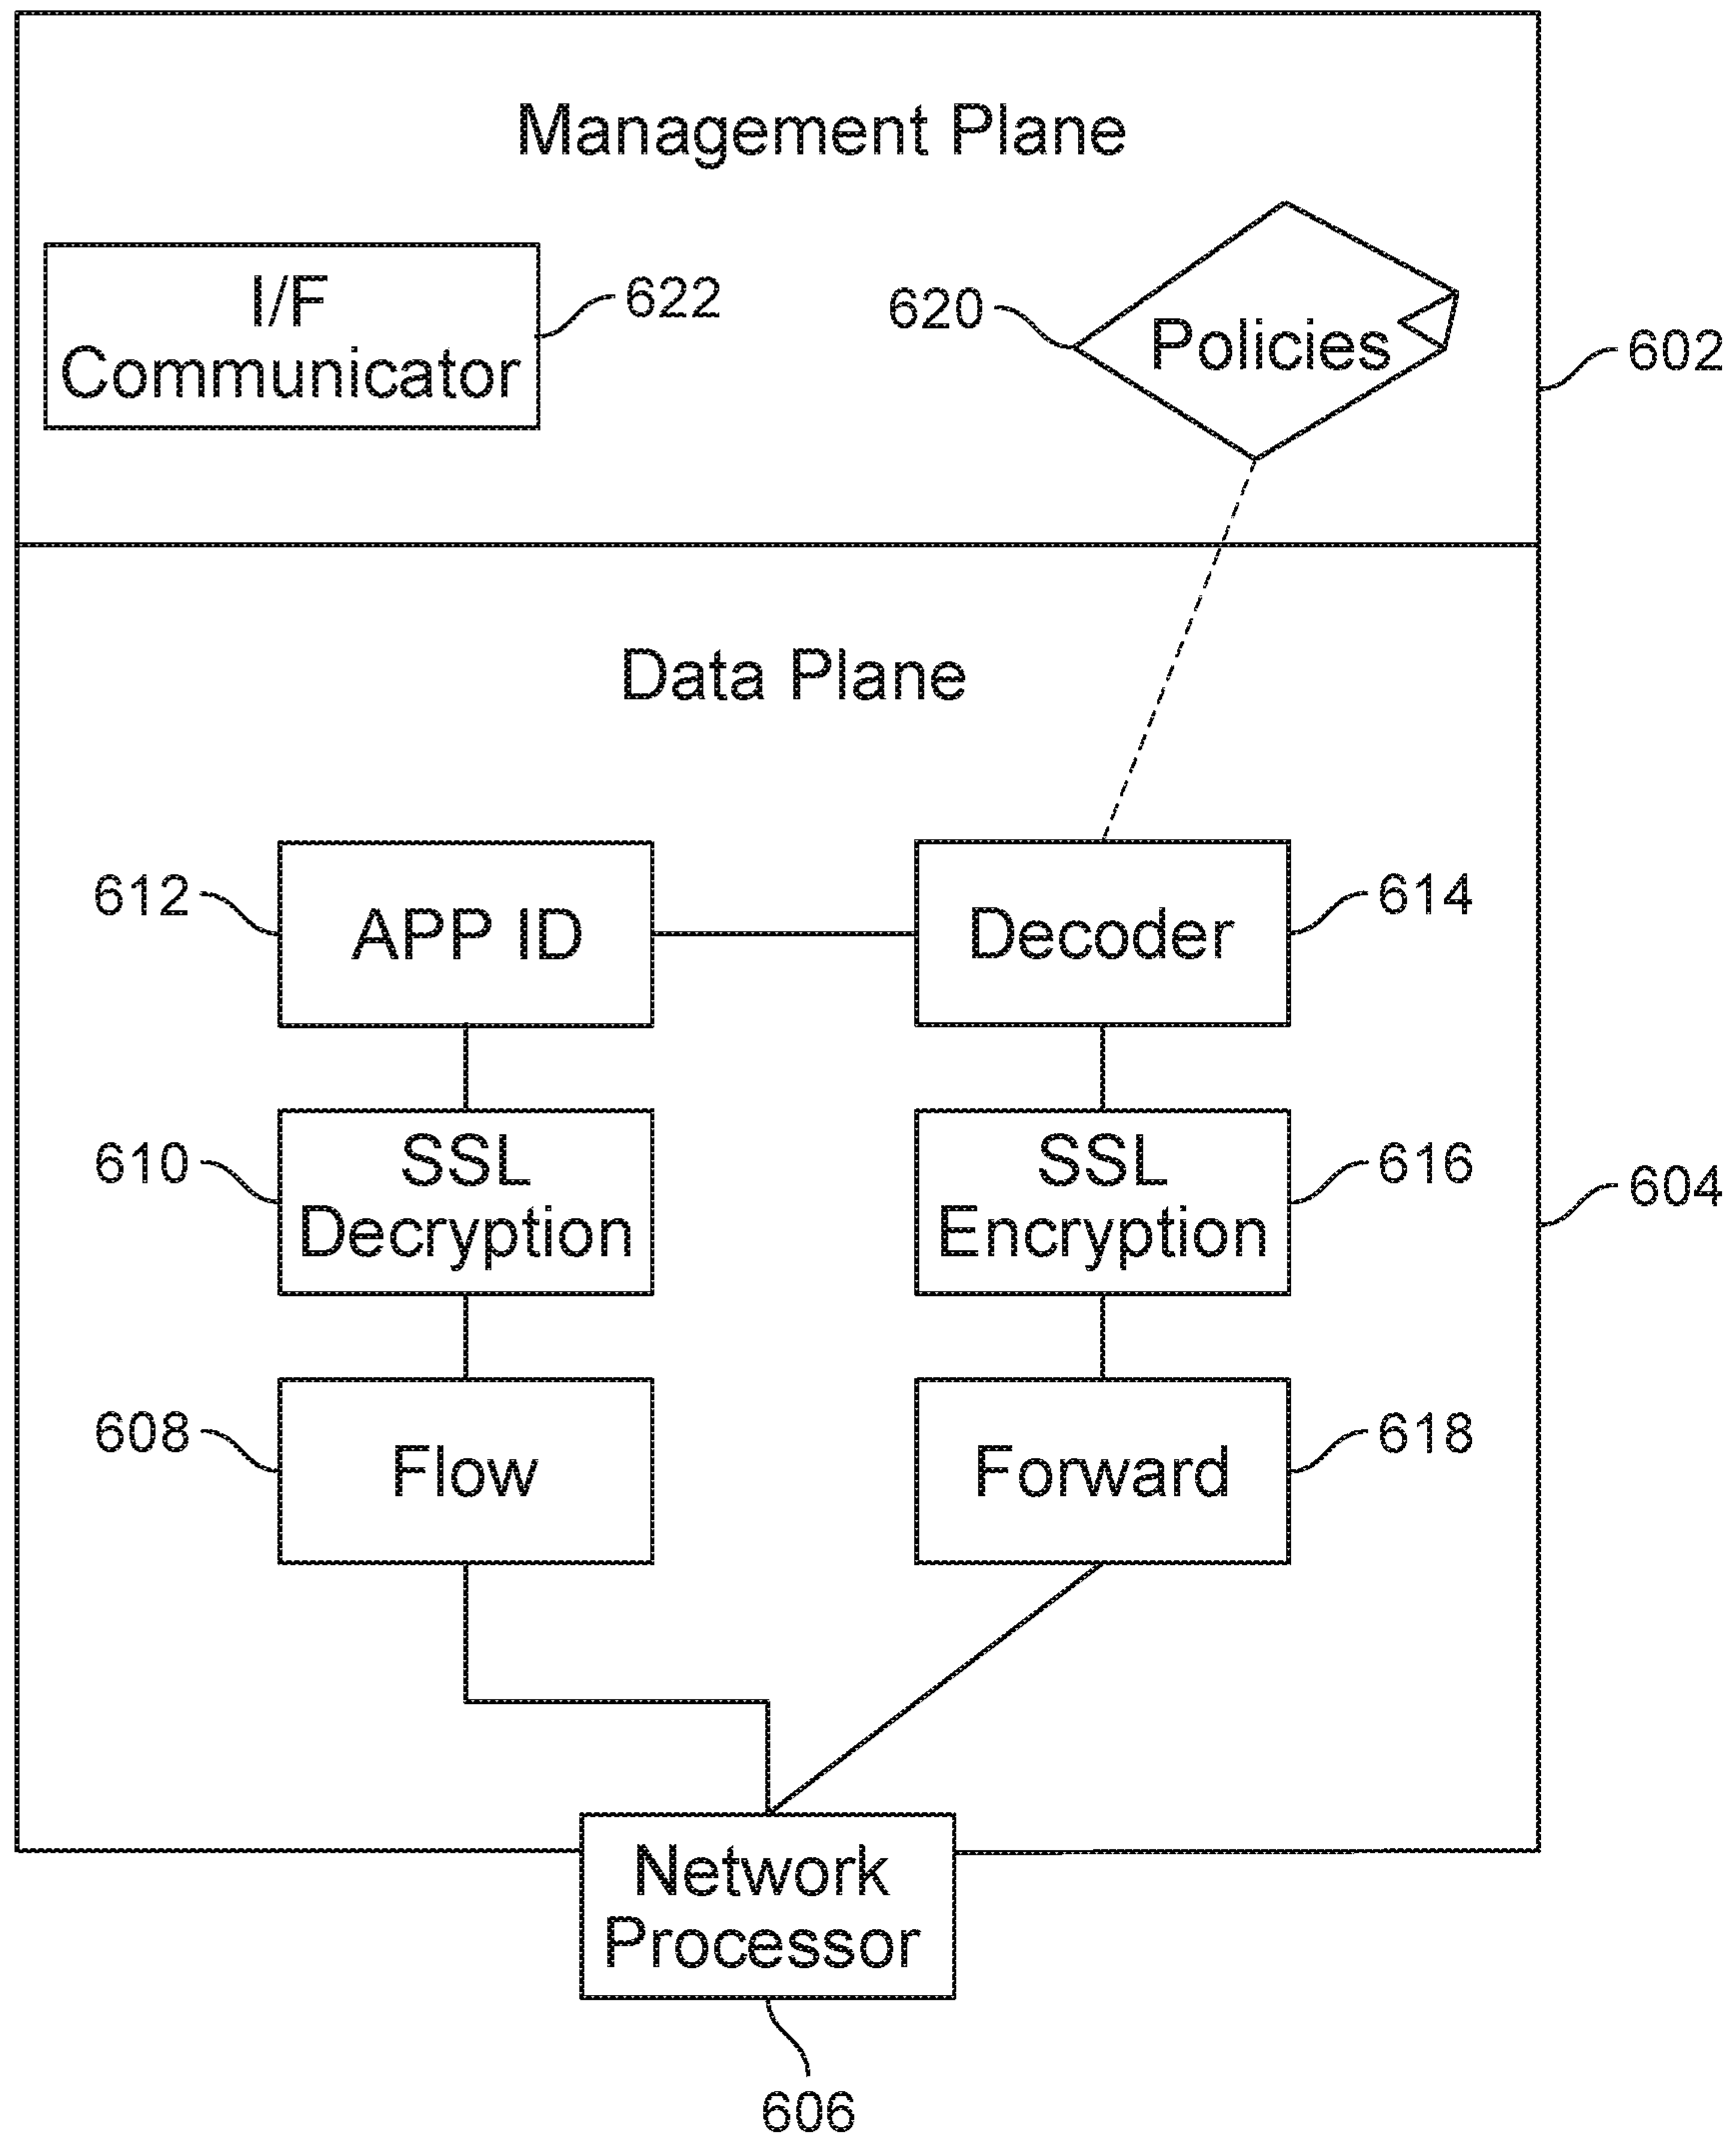 Management Plane
I/F
Communicator
622
620
Policies
602
Data Plane
612
APP ID
Decoder
614
610
SSL
Decryption
SSL
Encryption
616
604
608
Flow
Forward
618
Network
Processor
606